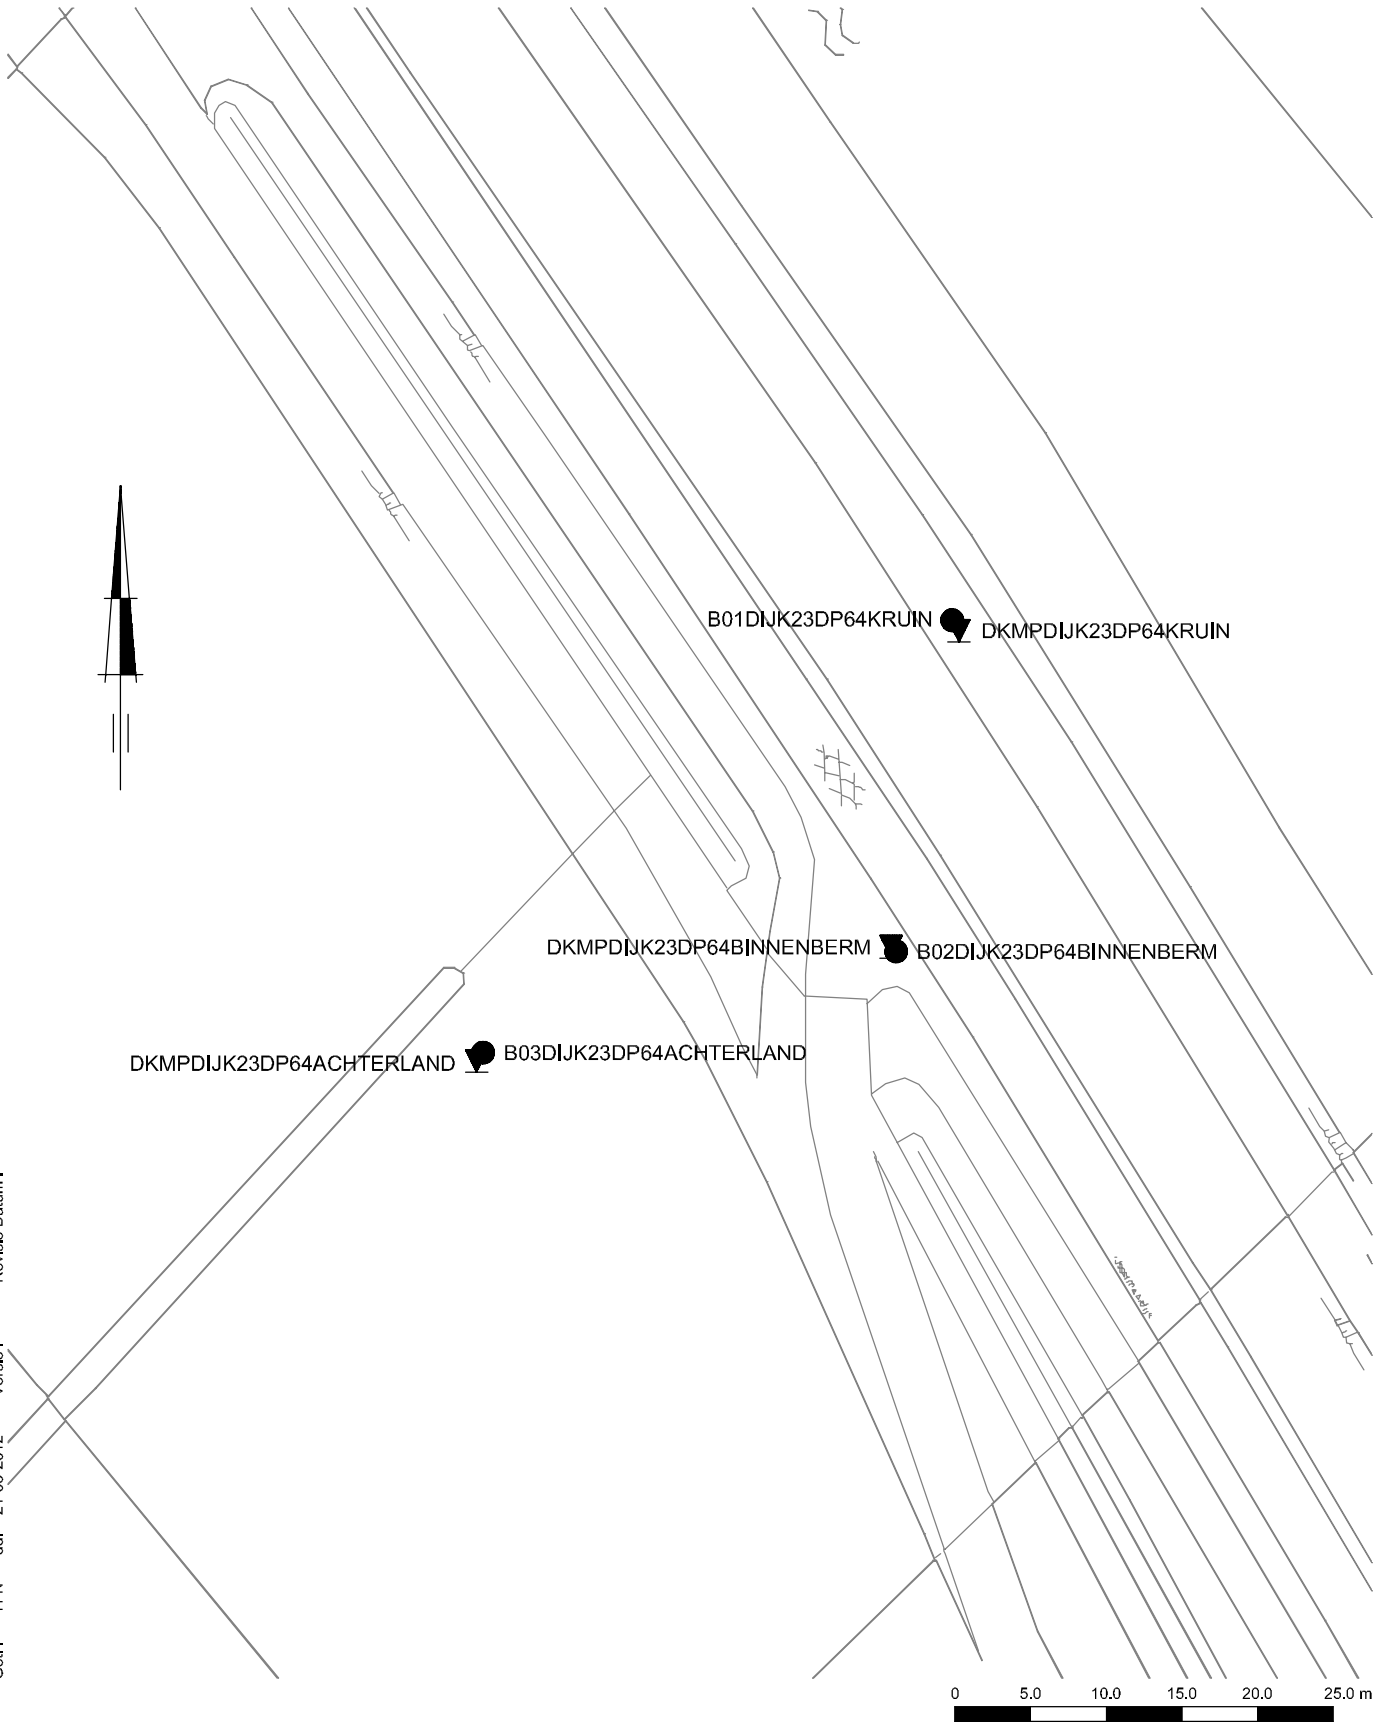 B01DIJK23DP64KRUIN
DKMPDIJK23DP64KRUIN
DKMPDIJK23DP64BINNENBERM
B02DIJK23DP64BINNENBERM
DKMPDIJK23DP64ACHTERLAND
B03DIJK23DP64ACHTERLAND
0 5.0 10.0 15.0 20.0 25.0 m